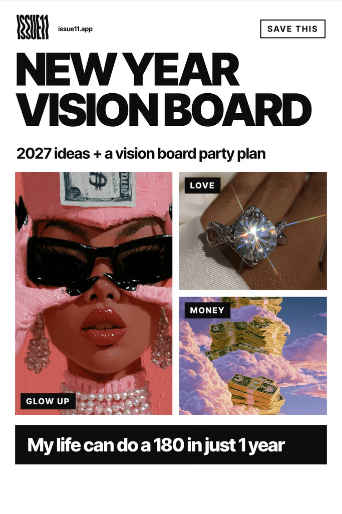 ISSUE11
issue11.app
SAVE THIS
NEW YEAR
VISION BOARD
2027 ideas + a vision board party plan
$
LOVE
MONEY
GLOW UP
My life can do a 180 in just 1 year